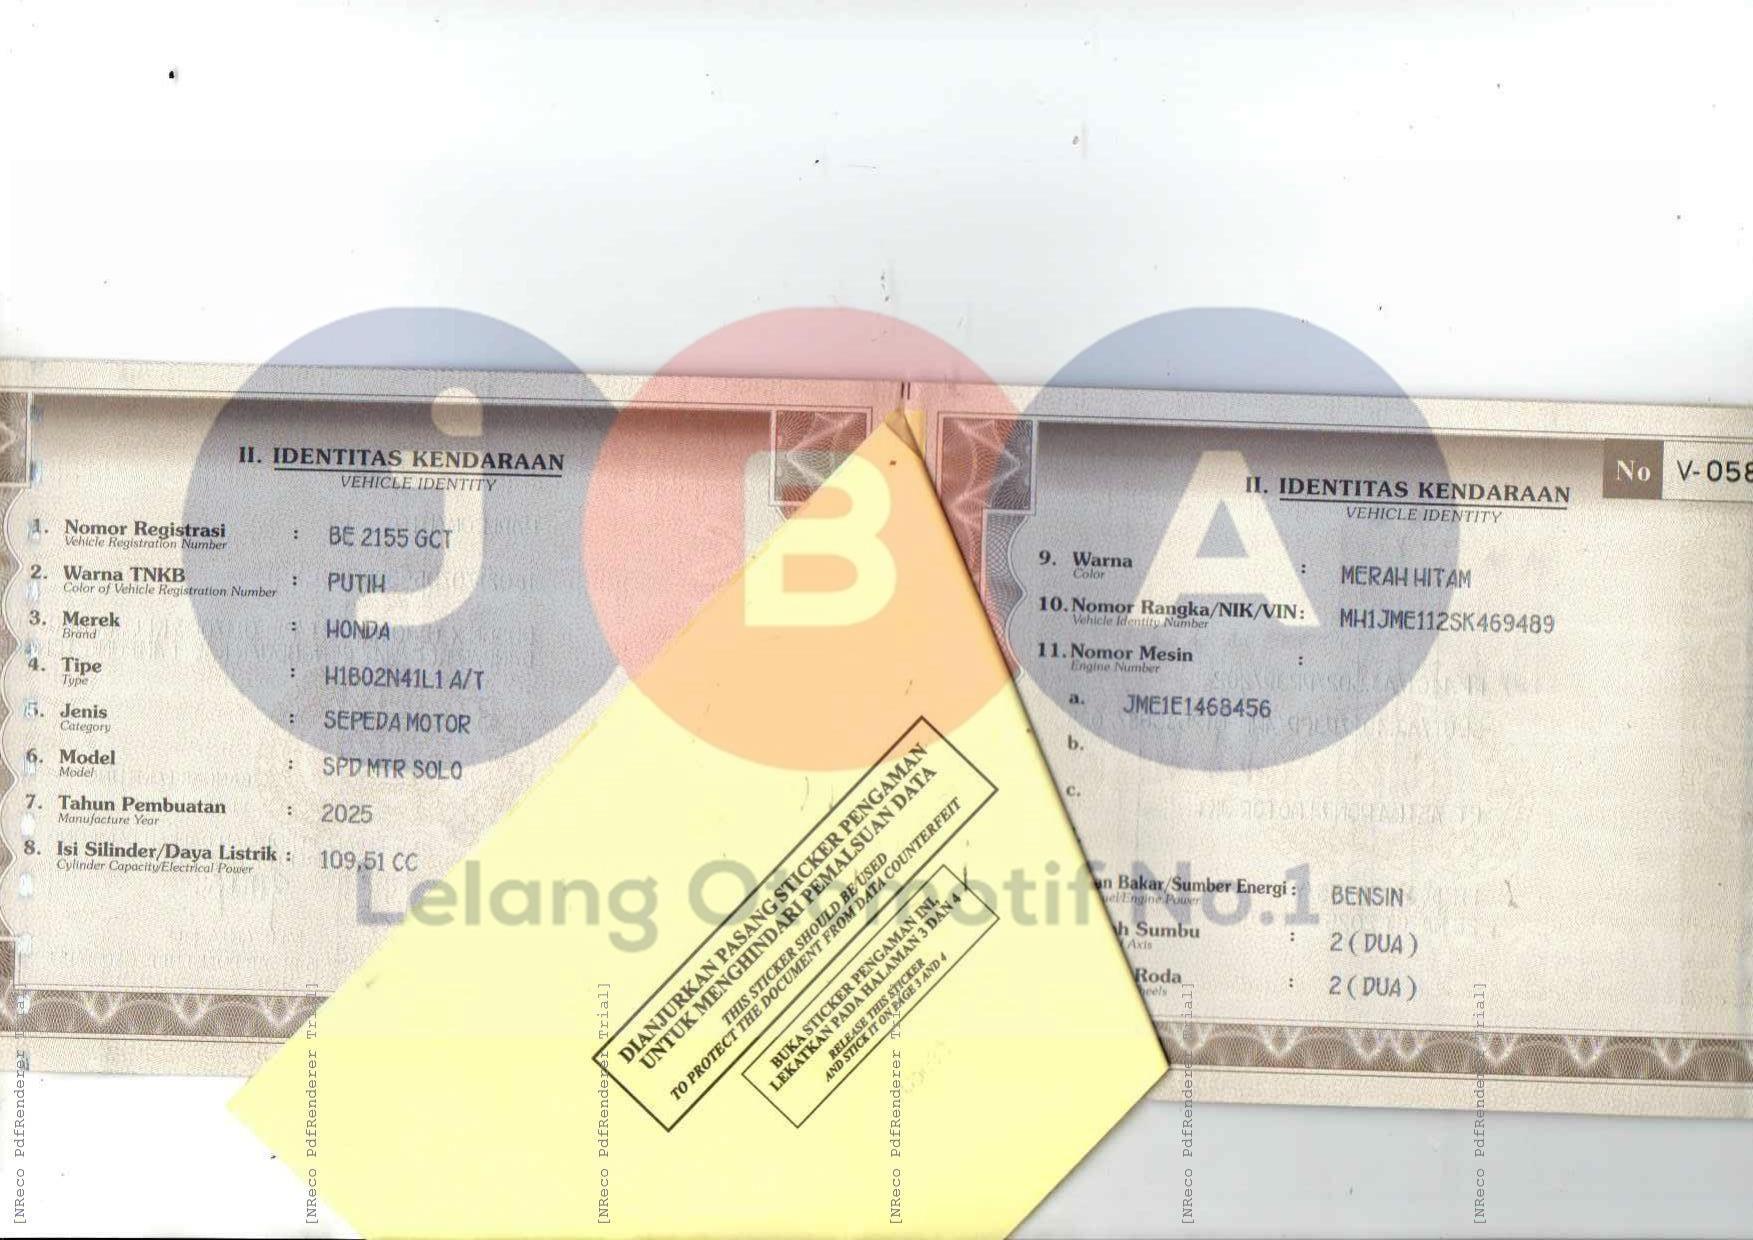 II. IDENTITAS KENDARAAN
VEHICLE IDENTITY
1. Nomor Registrasi : BE 2155 GCT
Vehicle Registration Number
2. Warna TNKB : PUTIH
Color of Vehicle Registration Number
3. Merek : HONDA
Brand
4. Tipe : H1B02N41L1 A/T
Type
5. Jenis : SEPEDA MOTOR
Category
6. Model : SPD MTR SOLO
Model
7. Tahun Pembuatan : 2025
Manufacture Year
8. Isi Silinder/Daya Listrik : 109,51 CC
Cylinder Capacity/Electrical Power
DIANJURKAN PASANG STICKER PENGAMAN
UNTUK MENGHINDARI PEMALSUAN DATA
THIS STICKER SHOULD BE USED
TO PROTECT THE DOCUMENT FROM DATA COUNTERFEIT
BUKA STICKER PENGAMAN INI,
LEKATKAN PADA HALAMAN 3 DAN 4
RELEASE THIS STICKER
AND STICK IT ON PAGE 3 AND 4
No V-058
II. IDENTITAS KENDARAAN
VEHICLE IDENTITY
9. Warna : MERAH HITAM
Color
10. Nomor Rangka/NIK/VIN : MH1JME112SK469489
Vehicle Identity Number
11. Nomor Mesin :
Engine Number
a. JME1E1468456
b.
c.
an Bakar/Sumber Energi : BENSIN
uel/Engine Power
h Sumbu : 2 ( DUA )
Axis
Roda : 2 ( DUA )
heels
JBA
Lelang Otomotif No.1
[NReco PdfRenderer Trial]
[NReco PdfRenderer Trial]
[NReco PdfRenderer Trial]
[NReco PdfRenderer Trial]
[NReco PdfRenderer Trial]
[NReco PdfRenderer Trial]